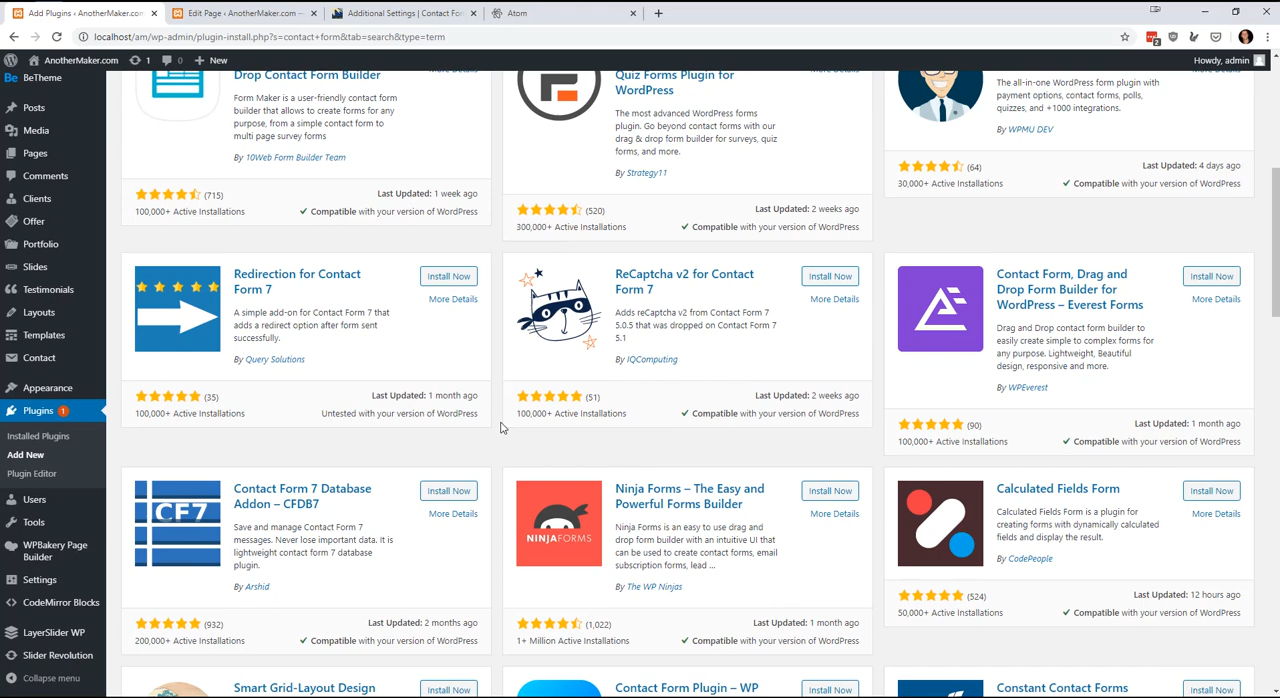 Add Plugins ‹ AnotherMaker.com —
Edit Page ‹ AnotherMaker.com —
Additional Settings | Contact For
Atom
localhost/am/wp-admin/plugin-install.php?s=contact+form&tab=search&type=term
2
AnotherMaker.com
1
0
New
Howdy, admin
BeTheme
Posts
Media
Pages
Comments
Clients
Offer
Portfolio
Slides
Testimonials
Layouts
Templates
Contact
Appearance
Plugins 1
Installed Plugins
Add New
Plugin Editor
Users
Tools
WPBakery Page
Builder
Settings
CodeMirror Blocks
LayerSlider WP
Slider Revolution
Collapse menu
Drop Contact Form Builder
Form Maker is a user-friendly contact form
builder that allows to create forms for any
purpose, from a simple contact form to
multi page survey forms
By 10Web Form Builder Team
(715)
100,000+ Active Installations
Last Updated: 1 week ago
Compatible with your version of WordPress
Quiz Forms Plugin for
WordPress
The most advanced WordPress forms
plugin. Go beyond contact forms with our
drag & drop form builder for surveys, quiz
forms, and more.
By Strategy11
(520)
300,000+ Active Installations
Last Updated: 2 weeks ago
Compatible with your version of WordPress
The all-in-one WordPress form plugin with
payment options, contact forms, polls,
quizzes, and +1000 integrations.
By WPMU DEV
(64)
30,000+ Active Installations
Last Updated: 4 days ago
Compatible with your version of WordPress
Redirection for Contact
Form 7
Install Now
More Details
A simple add-on for Contact Form 7 that
adds a redirect option after form sent
successfully.
By Query Solutions
(35)
100,000+ Active Installations
Last Updated: 1 month ago
Untested with your version of WordPress
ReCaptcha v2 for Contact
Form 7
Install Now
More Details
Adds reCaptcha v2 from Contact Form 7
5.0.5 that was dropped on Contact Form 7
5.1
By IQComputing
(51)
100,000+ Active Installations
Last Updated: 2 weeks ago
Compatible with your version of WordPress
Contact Form, Drag and
Drop Form Builder for
WordPress – Everest Forms
Install Now
More Details
Drag and Drop contact form builder to
easily create simple to complex forms for
any purpose. Lightweight, Beautiful
design, responsive and more.
By WPEverest
(90)
100,000+ Active Installations
Last Updated: 1 month ago
Compatible with your version of WordPress
CF7
Contact Form 7 Database
Addon – CFDB7
Install Now
More Details
Save and manage Contact Form 7
messages. Never lose important data. It is
lightweight contact form 7 database
plugin.
By Arshid
(932)
200,000+ Active Installations
Last Updated: 2 months ago
Compatible with your version of WordPress
NINJAFORMS
Ninja Forms – The Easy and
Powerful Forms Builder
Install Now
More Details
Ninja Forms is an easy to use drag and
drop form builder with an intuitive UI that
can be used to create contact forms, email
subscription forms, lead ...
By The WP Ninjas
(1,022)
1+ Million Active Installations
Last Updated: 1 month ago
Compatible with your version of WordPress
Calculated Fields Form
Install Now
More Details
Calculated Fields Form is a plugin for
creating forms with dynamically calculated
fields and display the result.
By CodePeople
(524)
50,000+ Active Installations
Last Updated: 12 hours ago
Compatible with your version of WordPress
Smart Grid-Layout Design
Install Now
Contact Form Plugin – WP
Install Now
Constant Contact Forms
Install Now